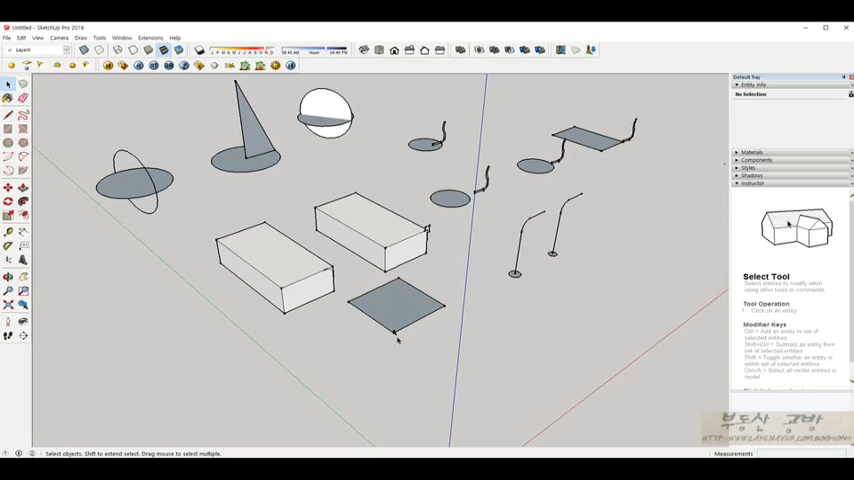 Untitled - SketchUp Pro 2016
File Edit View Camera Draw Tools Window Extensions Help
Layer0
J F M A M J J A S O N D
06:43 AM Noon 04:45 PM
Default Tray
Entity Info
No Selection
Materials
Components
Styles
Shadows
Instructor
Select Tool
Select entities to modify when
using other tools or commands.
Tool Operation
1. Click on an entity
Modifier Keys
Ctrl = Add an entity to set of
selected entities
Shift+Ctrl = Subtract an entity from
set of selected entities
Shift = Toggle whether an entity is
within set of selected entities
Ctrl+A = Select all visible entities in
model
부동산 공방
Select objects. Shift to extend select. Drag mouse to select multiple.
Measurements